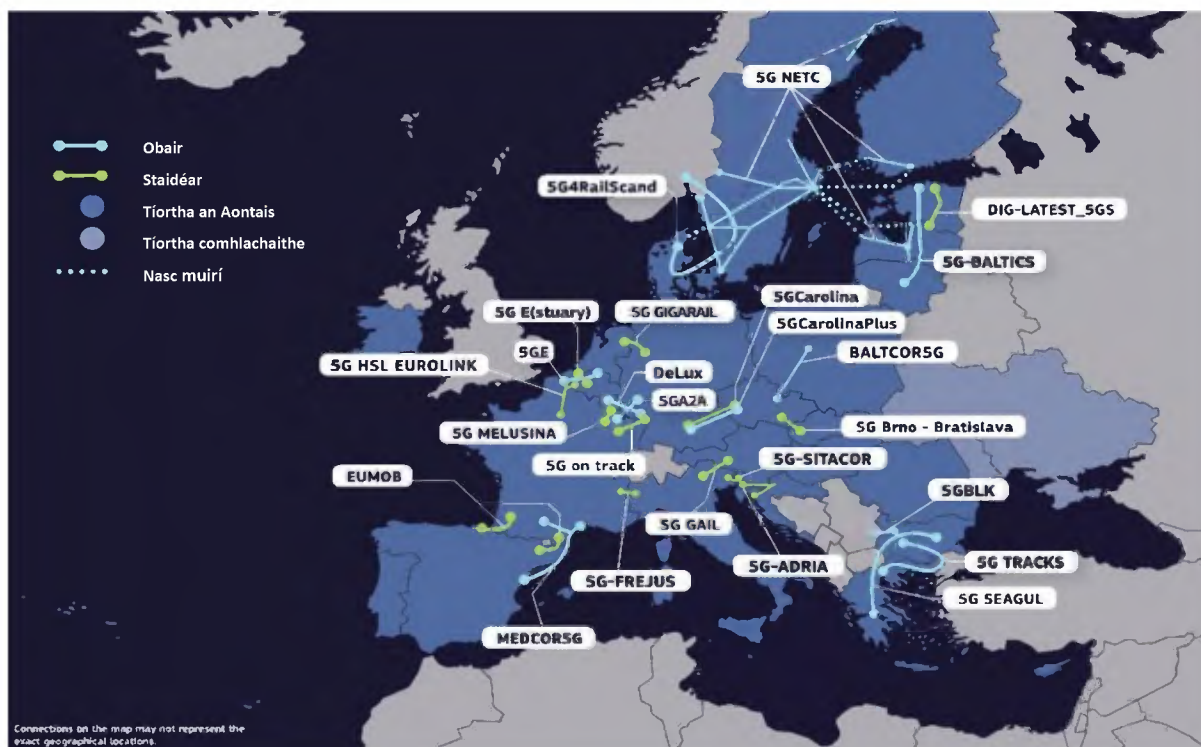 5G NETC
Obair
Staidéar
Tíortha an Aontais
Tíortha comhlachaithe
Nasc muirí
5G4RailScand
DIG-LATEST_5GS
5G-BALTICS
5G E(stuary)
5G GIGARAIL
5GCarolina
5GCarolinaPlus
5GE
BALTCOR5G
5G HSL EUROLINK
DeLux
5GA2A
5G MELUSINA
5G Brno - Bratislava
5G on track
5G-SITACOR
EUMOB
5GBLK
5G GAIL
5G-ADRIA
5G TRACKS
5G-FREJUS
5G SEAGUL
MEDCOR5G
Connections on the map may not represent the
exact geographical locations.